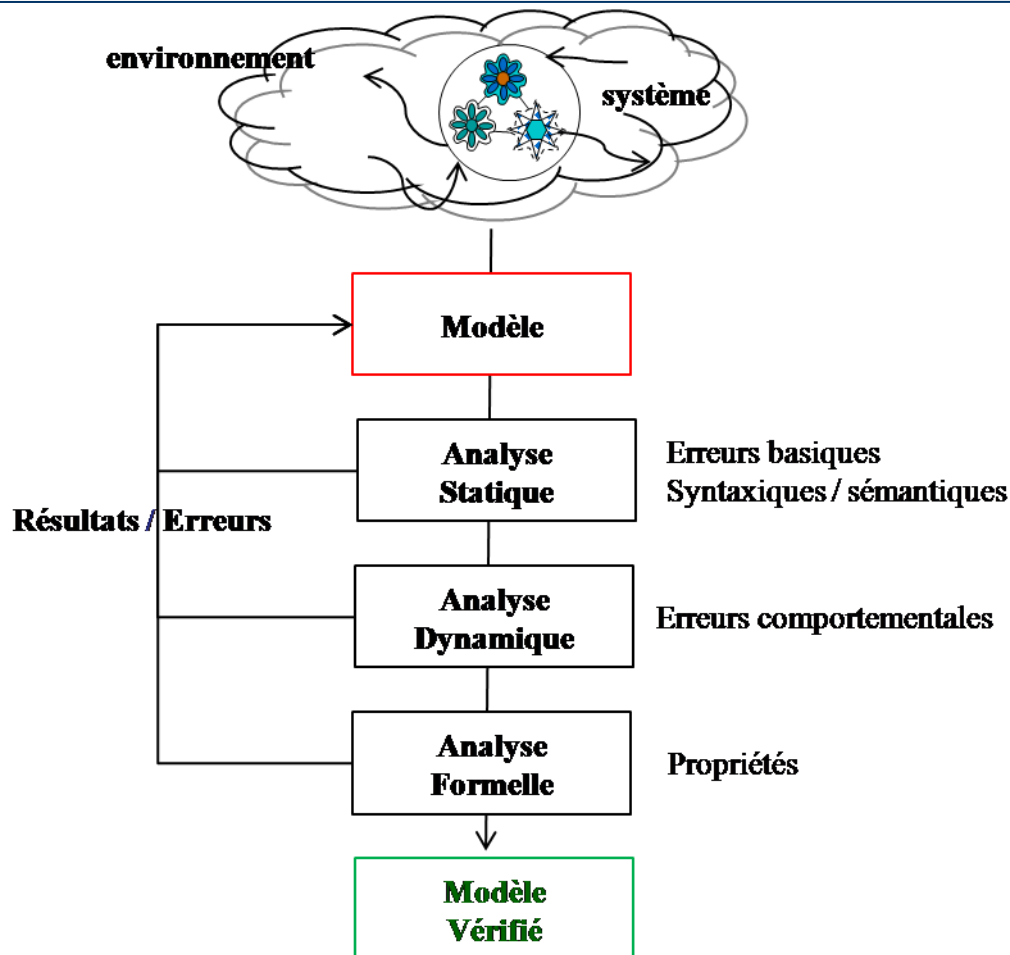 environnement
système
Modèle
Analyse
Statique
Erreurs basiques
Syntaxiques / sémantiques
Résultats / Erreurs
Analyse
Dynamique
Erreurs comportementales
Analyse
Formelle
Propriétés
Modèle
Vérifié